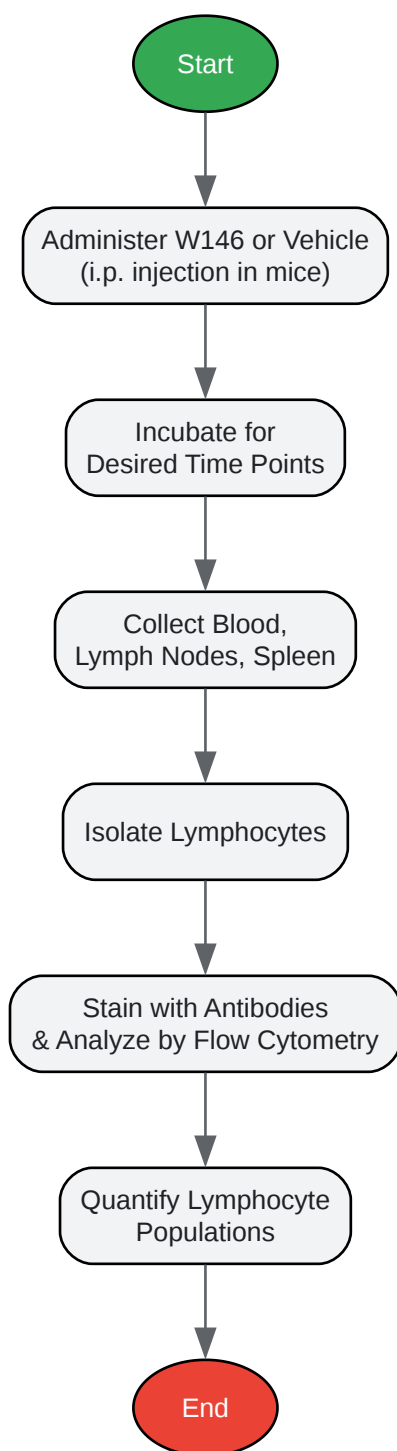 Start
Administer W146 or Vehicle
(i.p. injection in mice)
Incubate for
Desired Time Points
Collect Blood,
Lymph Nodes, Spleen
Isolate Lymphocytes
Stain with Antibodies
& Analyze by Flow Cytometry
Quantify Lymphocyte
Populations
End